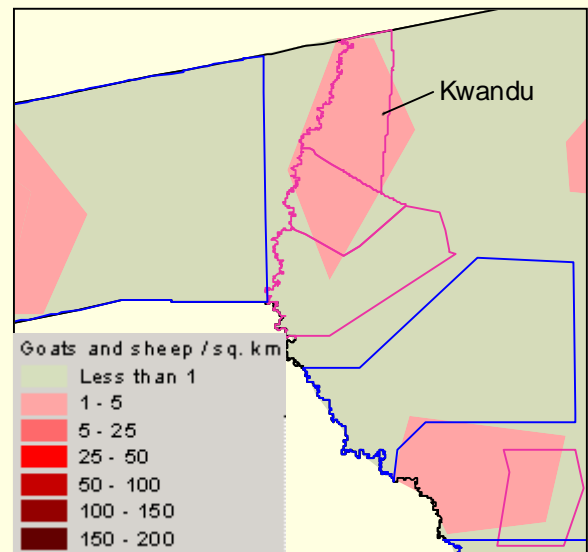 Kwandu
Goats and sheep / sq. km
Less than 1
1 - 5
5 - 25
25 - 50
50 - 100
100 - 150
150 - 200